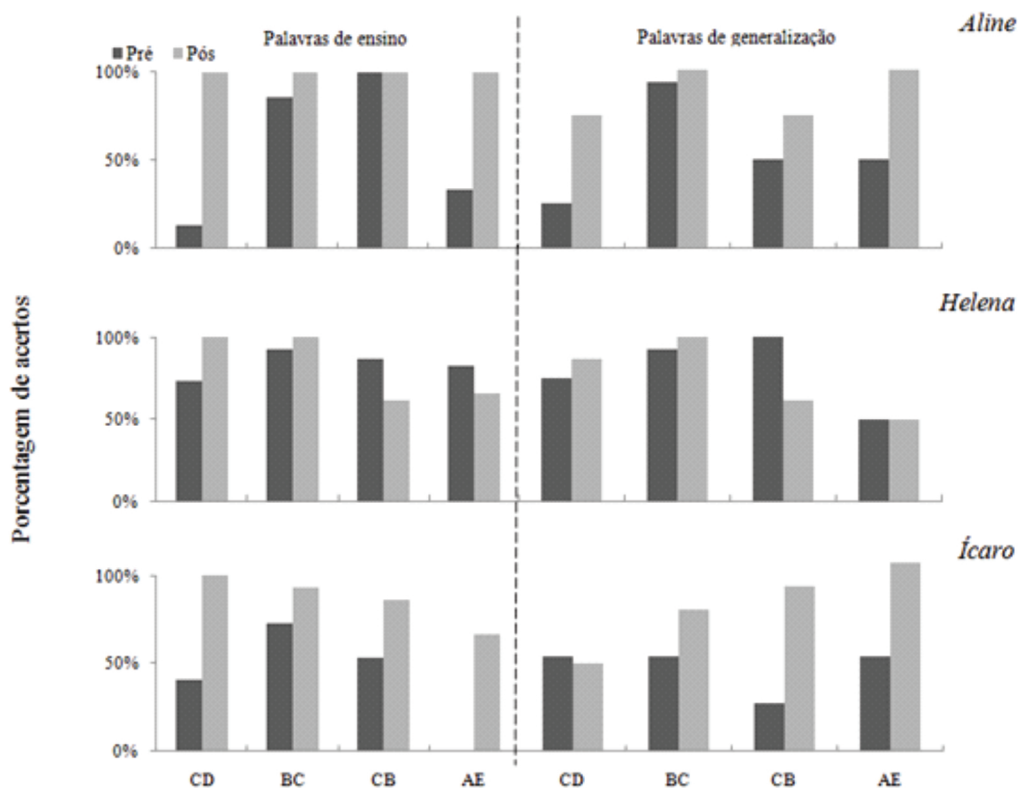 Aline
Palavras de ensino
Palavras de generalização
Pré Pós
100%
50%
0%
Helena
100%
50%
0%
Porcentagem de acertos
Ícaro
100%
50%
0%
CD BC CB AE CD BC CB AE